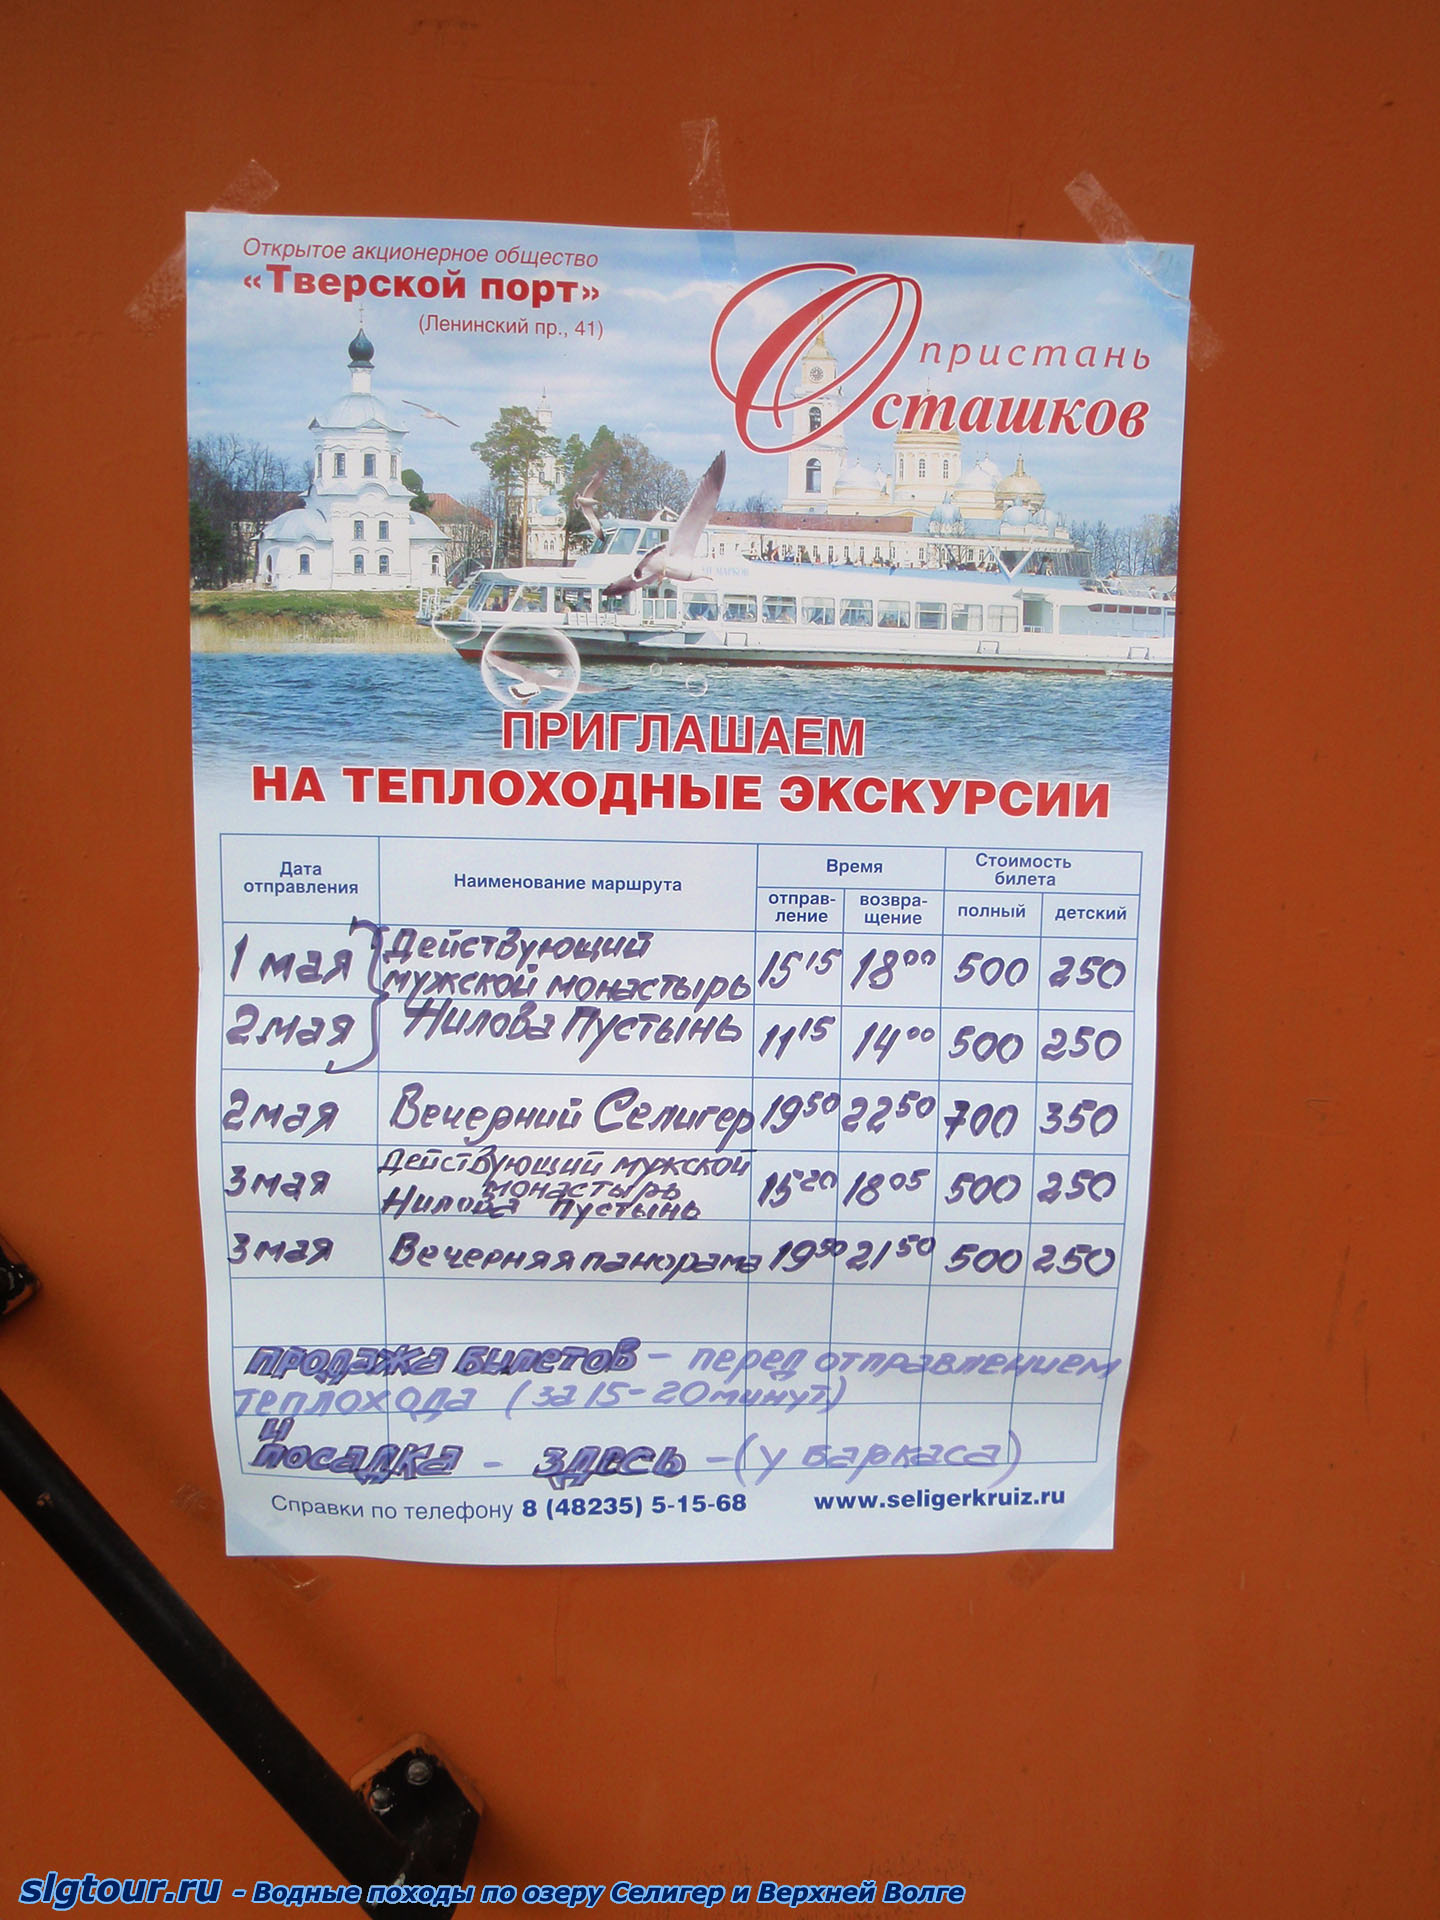 Открытое акционерное общество
«Тверской порт»
(Ленинский пр., 41)
пристань
Осташков
ПРИГЛАШАЕМ
НА ТЕПЛОХОДНЫЕ ЭКСКУРСИИ
Дата отправления Наименование маршрута Время Стоимость билета
отправ-ление возвра-щение полный детский
1 мая Действующий
мужской монастырь 15 15 18 00 500 250
2 мая Нилова Пустынь 11 15 14 00 500 250
2 мая Вечерний Селигер 19 50 22 50 700 350
3 мая Действующий мужской
монастырь
Нилова Пустынь 15 20 18 05 500 250
3 мая Вечерняя панорама 19 50 21 50 500 250
продажа билетов - перед отправлением
теплохода (за 15-20 минут)
и
посадка - здесь - (у баркаса)
Справки по телефону 8 (48235) 5-15-68 www.seligerkruiz.ru
slgtour.ru - Водные походы по озеру Селигер и Верхней Волге